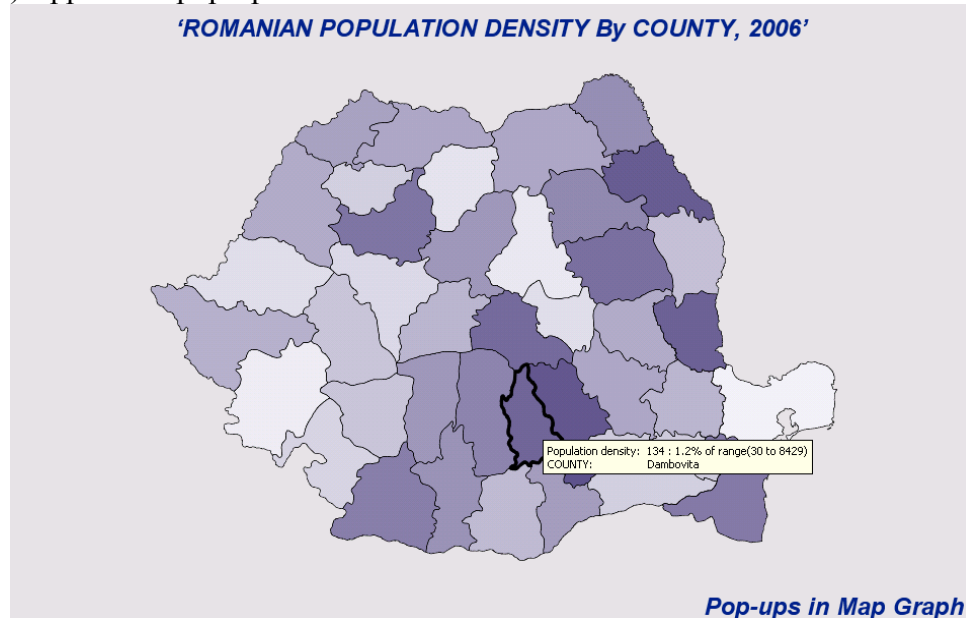 ‘ROMANIAN POPULATION DENSITY By COUNTY, 2006’
Population density: 134 : 1.2% of range(30 to 8429)
COUNTY: Dambovita
Pop-ups in Map Graph